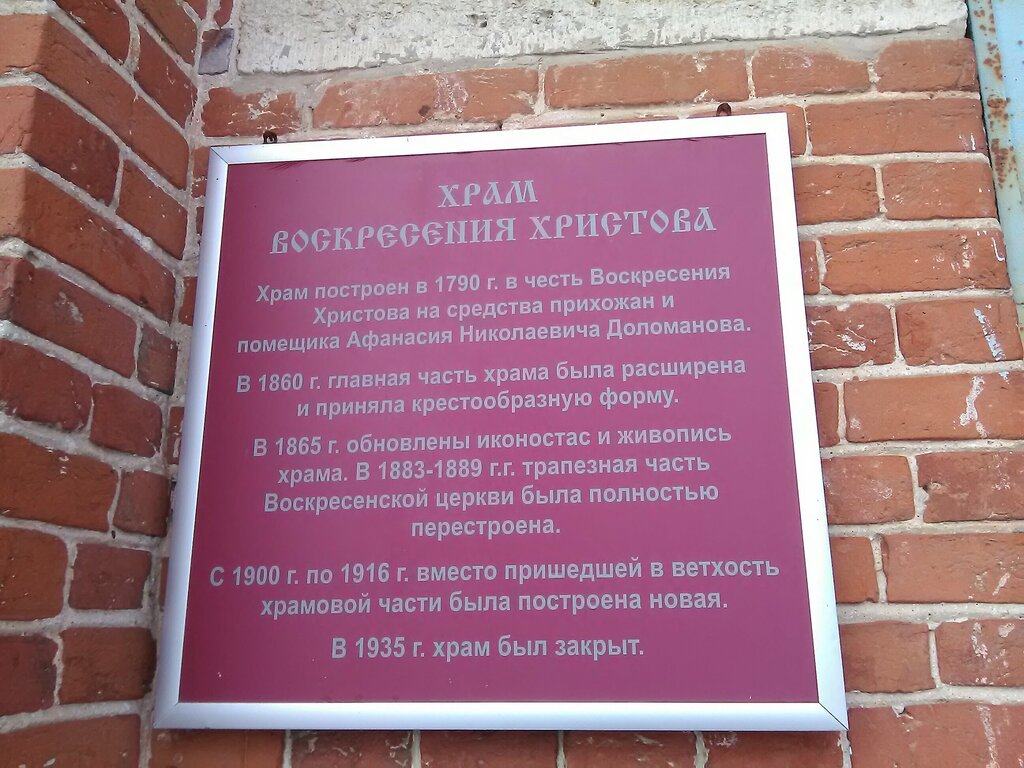 ХРАМ
ВОСКРЕСЕНИЯ ХРИСТОВА
Храм построен в 1790 г. в честь Воскресения
Христова на средства прихожан и
помещика Афанасия Николаевича Доломанова.
В 1860 г. главная часть храма была расширена
и приняла крестообразную форму.
В 1865 г. обновлены иконостас и живопись
храма. В 1883-1889 г.г. трапезная часть
Воскресенской церкви была полностью
перестроена.
С 1900 г. по 1916 г. вместо пришедшей в ветхость
храмовой части была построена новая.
В 1935 г. храм был закрыт.